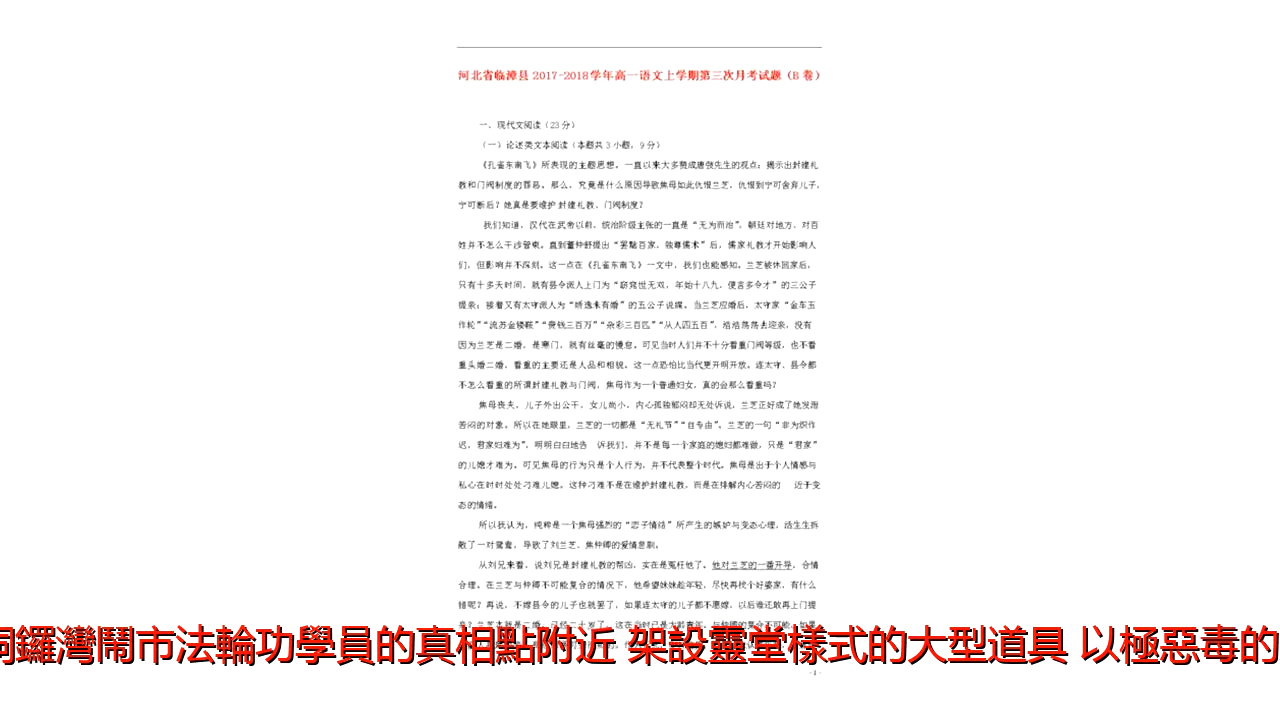 河北省临漳县 2017-2018 学年高一语文上学期第三次月考试题（B 卷）
一、现代文阅读（23 分）
（一）论述类文本阅读（本题共 3 小题，9 分）
《孔雀东南飞》所表现的主题思想，一直以来大多赞成唐弢先生的观点：揭示出封建礼
教和门阀制度的罪恶。那么，究竟是什么原因导致焦母如此仇恨兰芝，仇恨到宁可舍弃儿子，
宁可断后？她真是要维护封建礼教、门阀制度？
我们知道，汉代在武帝以前，统治阶级主张的一直是“无为而治”，朝廷对地方、对百
姓并不怎么干涉管束。直到董仲舒提出“罢黜百家，独尊儒术”后，儒家礼教才开始影响人
们，但影响并不深刻。这一点在《孔雀东南飞》一文中，我们也能感知。兰芝被休回家后，
只有十多天时间，就有县令派人上门为“窈窕世无双，年始十八九，便言多令才”的三公子
提亲；接着又有太守派人为“娇逸未有婚”的五公子说媒。当兰芝应婚后，太守家“金车玉
作轮”“流苏金镂鞍”“赍钱三百万”“杂彩三百匹”“从人四五百”，浩浩荡荡去迎亲，没有
因为兰芝是二婚，是寒门，就有丝毫的慢怠。可见当时人们并不十分看重门阀等级，也不看
重头婚二婚，看重的主要还是人品和相貌。这一点恐怕比当代更开明开放。连太守、县令都
不怎么看重的所谓封建礼教与门阀，焦母作为一个普通妇女，真的会那么看重吗？
焦母丧夫，儿子外出公干，女儿尚小，内心孤独郁闷却无处诉说，兰芝正好成了她发泄
苦闷的对象。所以在她眼里，兰芝的一切都是“无礼节”“自专由”。兰芝的一句“非为织作
迟，君家妇难为”，明明白白地告 诉我们，并不是每一个家庭的媳妇都难做，只是“君家”
的儿媳才难为。可见焦母的行为只是个人行为，并不代表整个时代。焦母是出于个人情感与
私心在时时处处刁难儿媳。这种刁难不是在维护封建礼教，而是在排解内心苦闷的 近于变
态的情绪。
所以我认为，纯粹是一个焦母强烈的“恋子情结”所产生的嫉妒与变态心理，活生生拆
散了一对鸳鸯，导致了刘兰芝、焦仲卿的爱情悲剧。
从刘兄来看，说刘兄是封建礼教的帮凶，实在是冤枉他了。他对兰芝的一番开导，合情
合理。在兰芝与仲卿不可能复合的情况下，他希望妹妹趁年轻，尽快再找个好婆家，有什么
错呢？再说，不嫁县令的儿子也就罢了，如果连太守的儿子都不愿嫁，以后谁还敢再上门提
銅鑼灣鬧市法輪功學員的真相點附近 架設靈堂樣式的大型道具 以極惡毒的
- 1 -